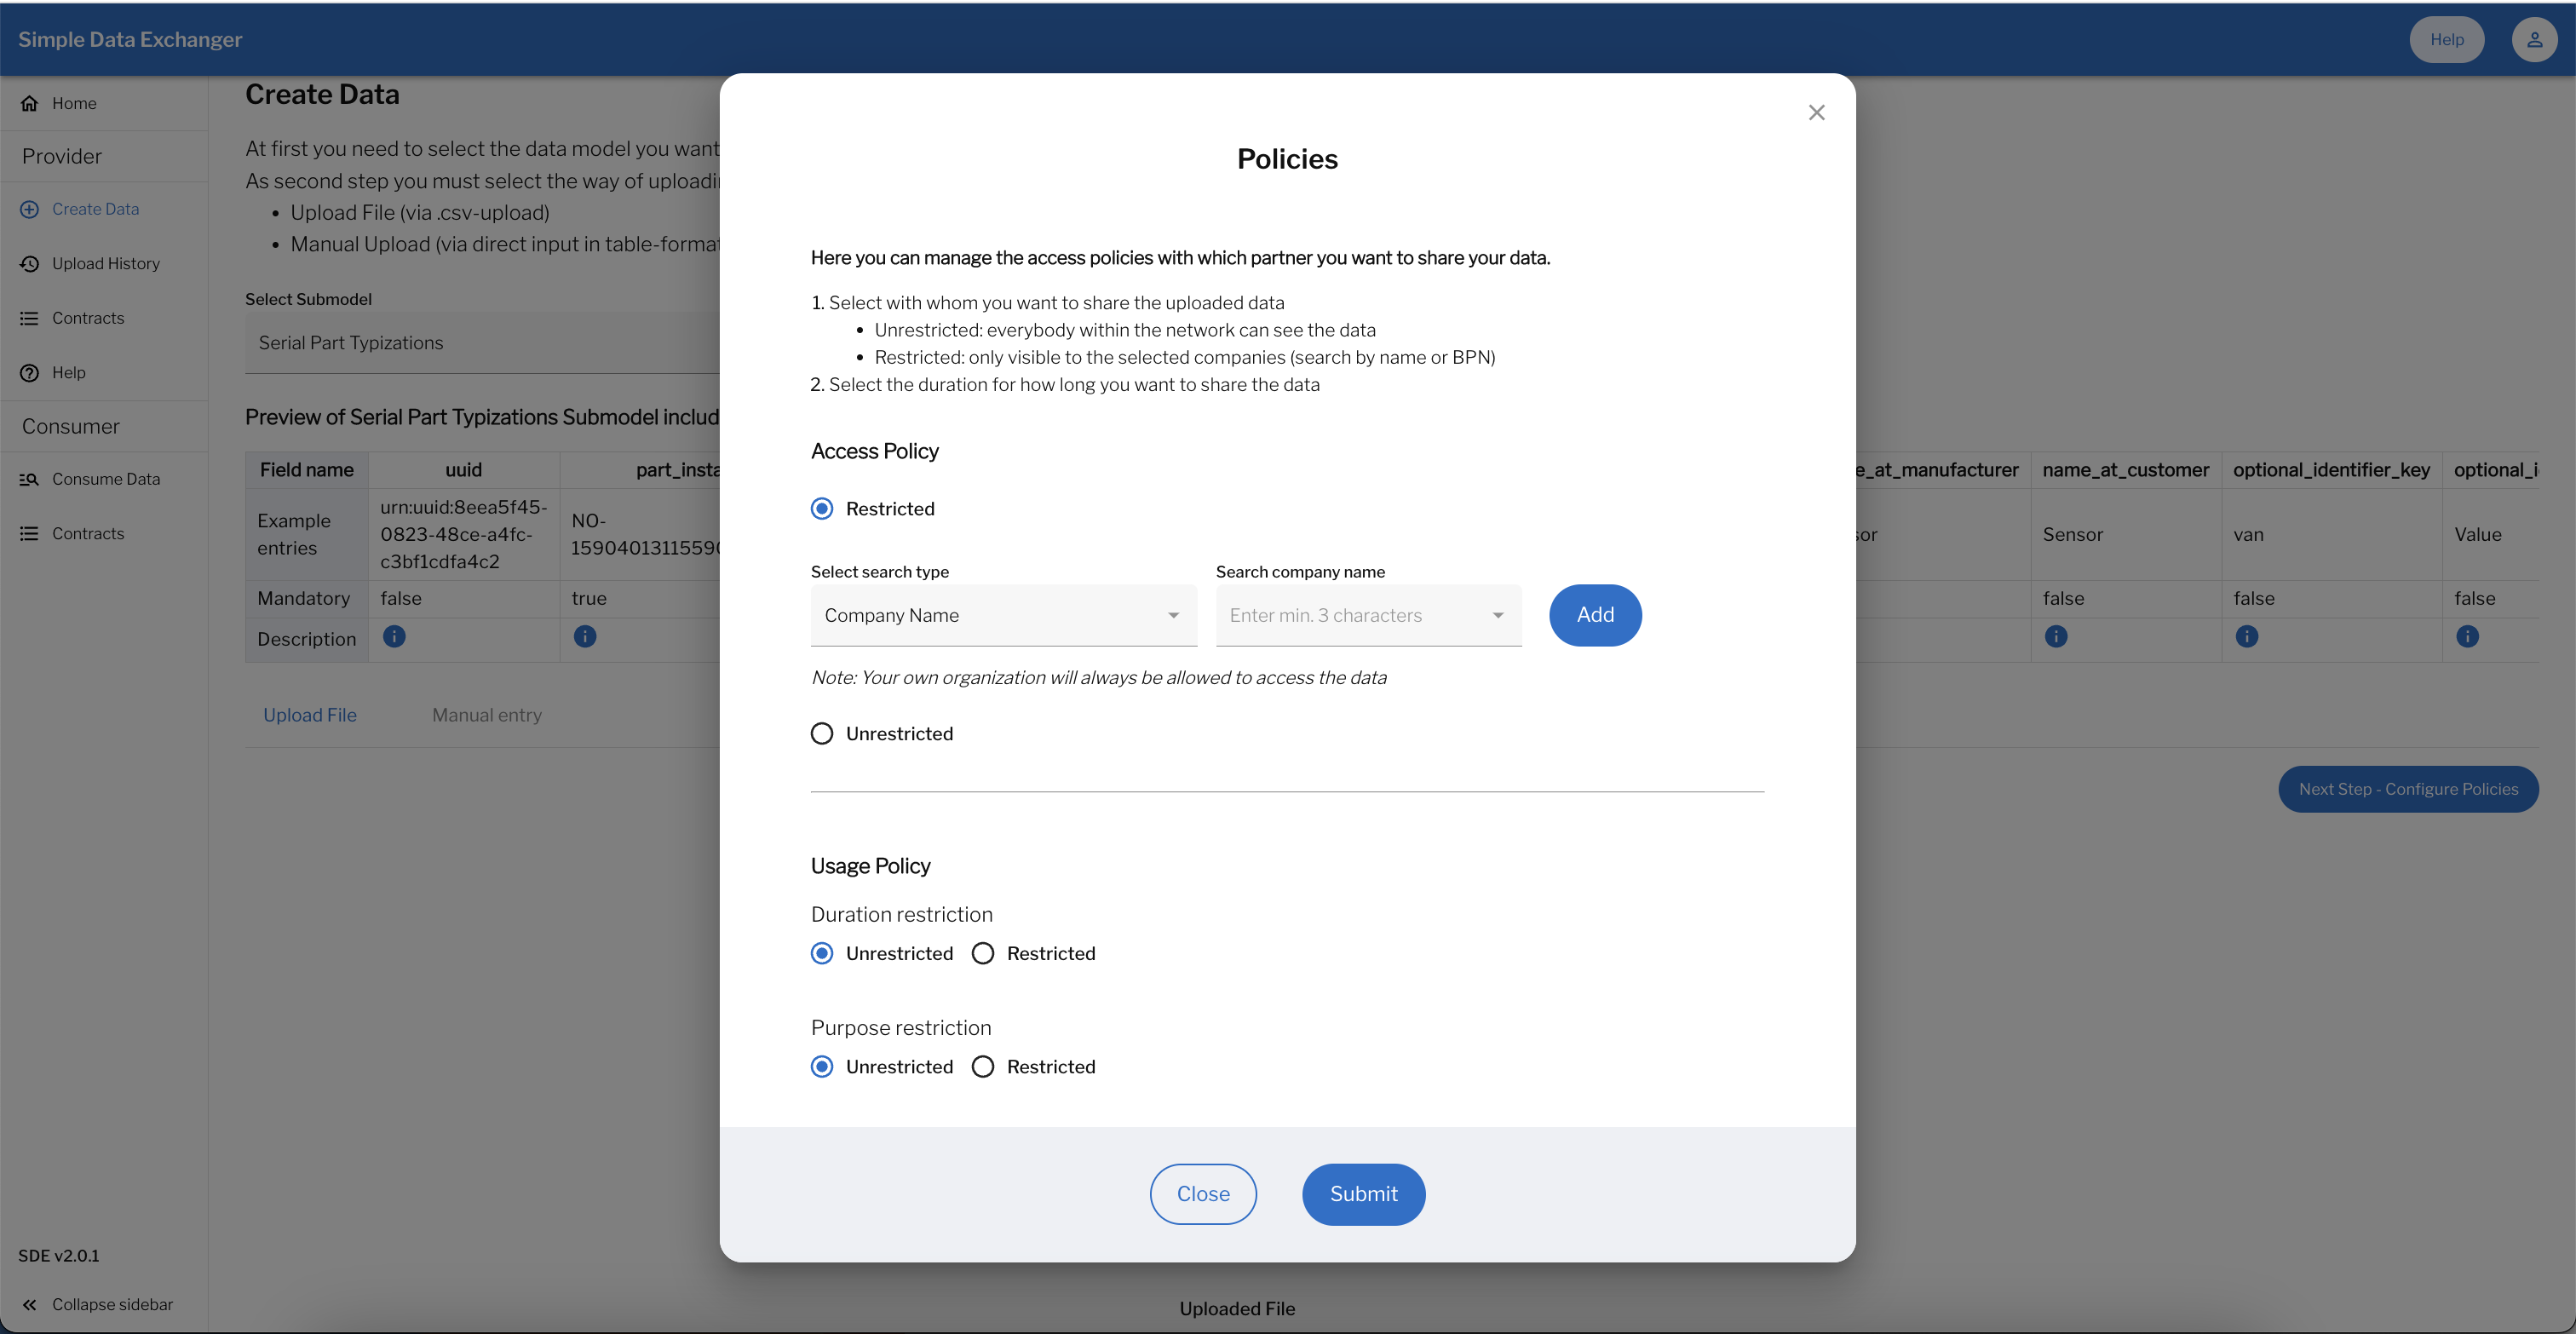 Simple Data Exchanger
Help
Home
Provider
Create Data
Upload History
Contracts
Help
Consumer
Consume Data
Contracts
SDE v2.0.1
Collapse sidebar
Create Data
At first you need to select the data model you want
As second step you must select the way of
• Upload File (via .csv-upload)
• Manual Upload (via direct input in
Select Submodel
Serial Part Typizations
Preview of Serial Part Typizations Submodel
Field name uuid
Example entries
urn:uuid:8eea5f45-
0823-48ce-a4fc-
c3bf1cdfa4c2
NO-
name_at_customer optional_identifier_key
Sensor van Value
Mandatory false true false false false
Description
Upload File Manual entry
Next Step - Configure Policies
Uploaded File
Policies
Here you can manage the access policies with which partner you want to share your data.
1. Select with whom you want to share the uploaded data
• Unrestricted: everybody within the network can see the data
• Restricted: only visible to the selected companies (search by name or BPN)
2. Select the duration for how long you want to share the data
Access Policy
Restricted
Select search type Search company name
Company Name Enter min. 3 characters Add
Note: Your own organization will always be allowed to access the data
Unrestricted
Usage Policy
Duration restriction
Unrestricted Restricted
Purpose restriction
Unrestricted Restricted
Close Submit